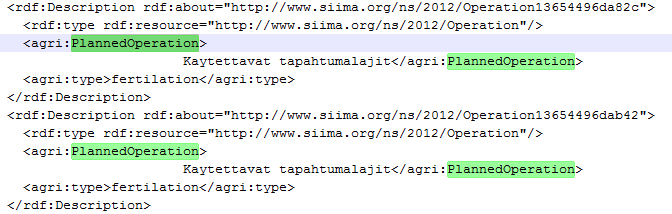 <rdf:Description rdf:about="http://www.siima.org/ns/2012/Operation13654496da82c">
<rdf:type rdf:resource="http://www.siima.org/ns/2012/Operation"/>
<agri:PlannedOperation>
Kaytettavat tapahtumalajit</agri:PlannedOperation>
<agri:type>fertilation</agri:type>
</rdf:Description>
<rdf:Description rdf:about="http://www.siima.org/ns/2012/Operation13654496dab42">
<rdf:type rdf:resource="http://www.siima.org/ns/2012/Operation"/>
<agri:PlannedOperation>
Kaytettavat tapahtumalajit</agri:PlannedOperation>
<agri:type>fertilation</agri:type>
</rdf:Description>